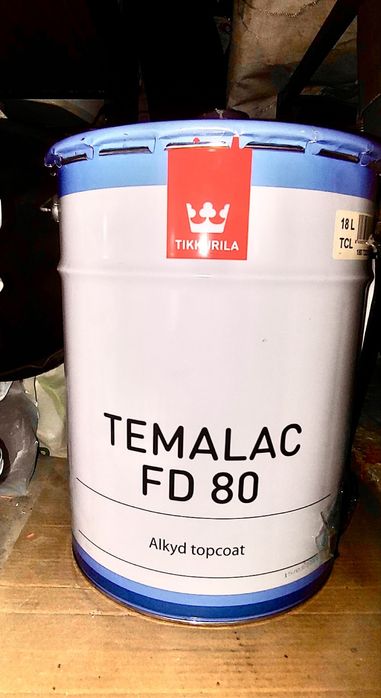 TIKKURILA
18 L
TCL
TEMALAC
FD 80
Alkyd topcoat